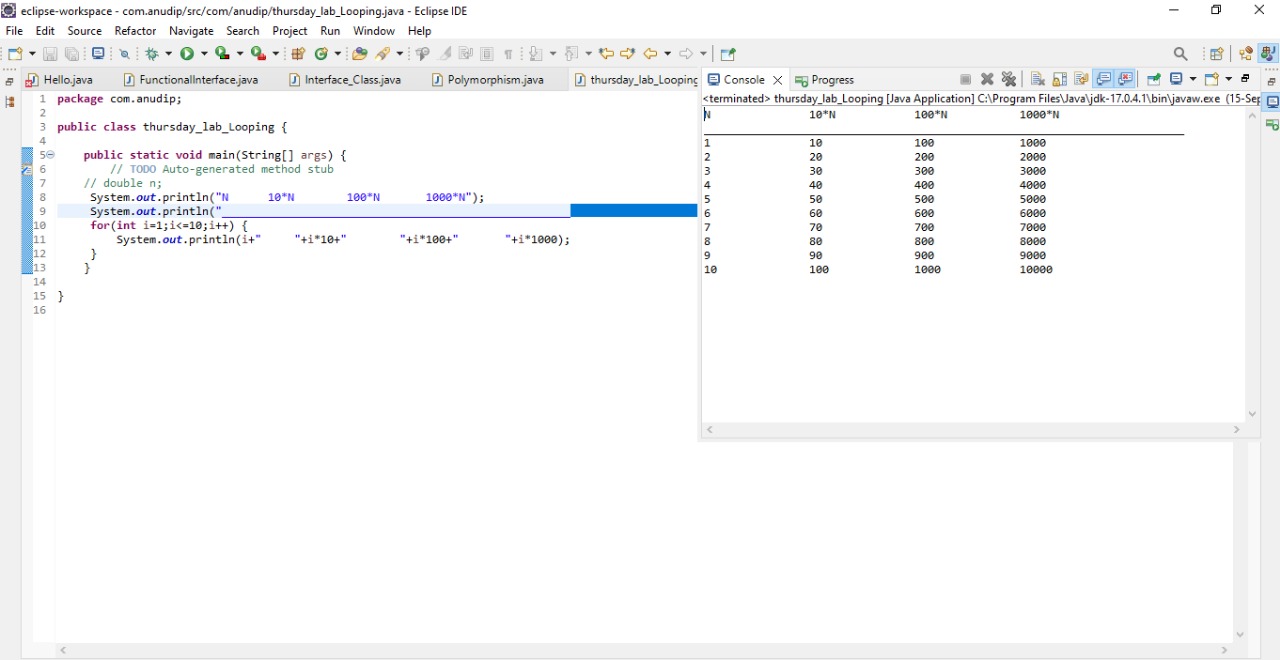 eclipse-workspace - com.anudip/src/com/anudip/thursday_lab_Looping.java - Eclipse IDE
File Edit Source Refactor Navigate Search Project Run Window Help
Hello.java FunctionalInterface.java Interface_Class.java Polymorphism.java thursday_lab_Looping
1 package com.anudip;
2
3 public class thursday_lab_Looping {
4
5 public static void main(String[] args) {
6 // TODO Auto-generated method stub
7 // double n;
8 System.out.println("N      10*N        100*N       1000*N");
9 System.out.println("_____________________________________________________
10 for(int i=1;i<=10;i++) {
11 System.out.println(i+"     "+i*10+"        "+i*100+"       "+i*1000);
12 }
13 }
14
15 }
16
Console Progress
<terminated> thursday_lab_Looping [Java Application] C:\Program Files\Java\jdk-17.0.4.1\bin\javaw.exe (15-Sep
N 10*N 100*N 1000*N
_________________________________________________________________________
1 10 100 1000
2 20 200 2000
3 30 300 3000
4 40 400 4000
5 50 500 5000
6 60 600 6000
7 70 700 7000
8 80 800 8000
9 90 900 9000
10 100 1000 10000